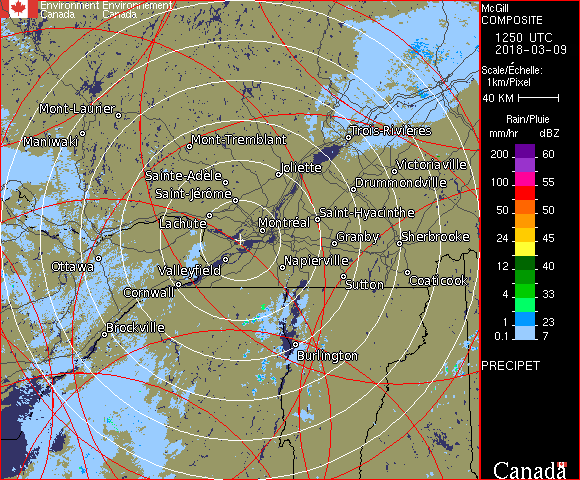 Environment Environnement
Canada Canada
McGill
COMPOSITE
1250 UTC
2018-03-09
Scale/Échelle:
1km/Pixel
40 KM
Rain/Pluie
mm/hr dBZ
200 60
150 55
100 55
50 50
24 45
12 40
4 33
1 23
0.1 7
PRECIPET
Canada
Mont-Laurier
Maniwaki
Mont-Tremblant
Trois-Rivières
Joliette
Victoriaville
Sainte-Adèle
Drummondville
Saint-Jérôme
Saint-Hyacinthe
Lachute
Montréal
Granby
Sherbrooke
Ottawa
Valleyfield
Napierville
Coaticook
Cornwall
Sutton
Brockville
Burlington